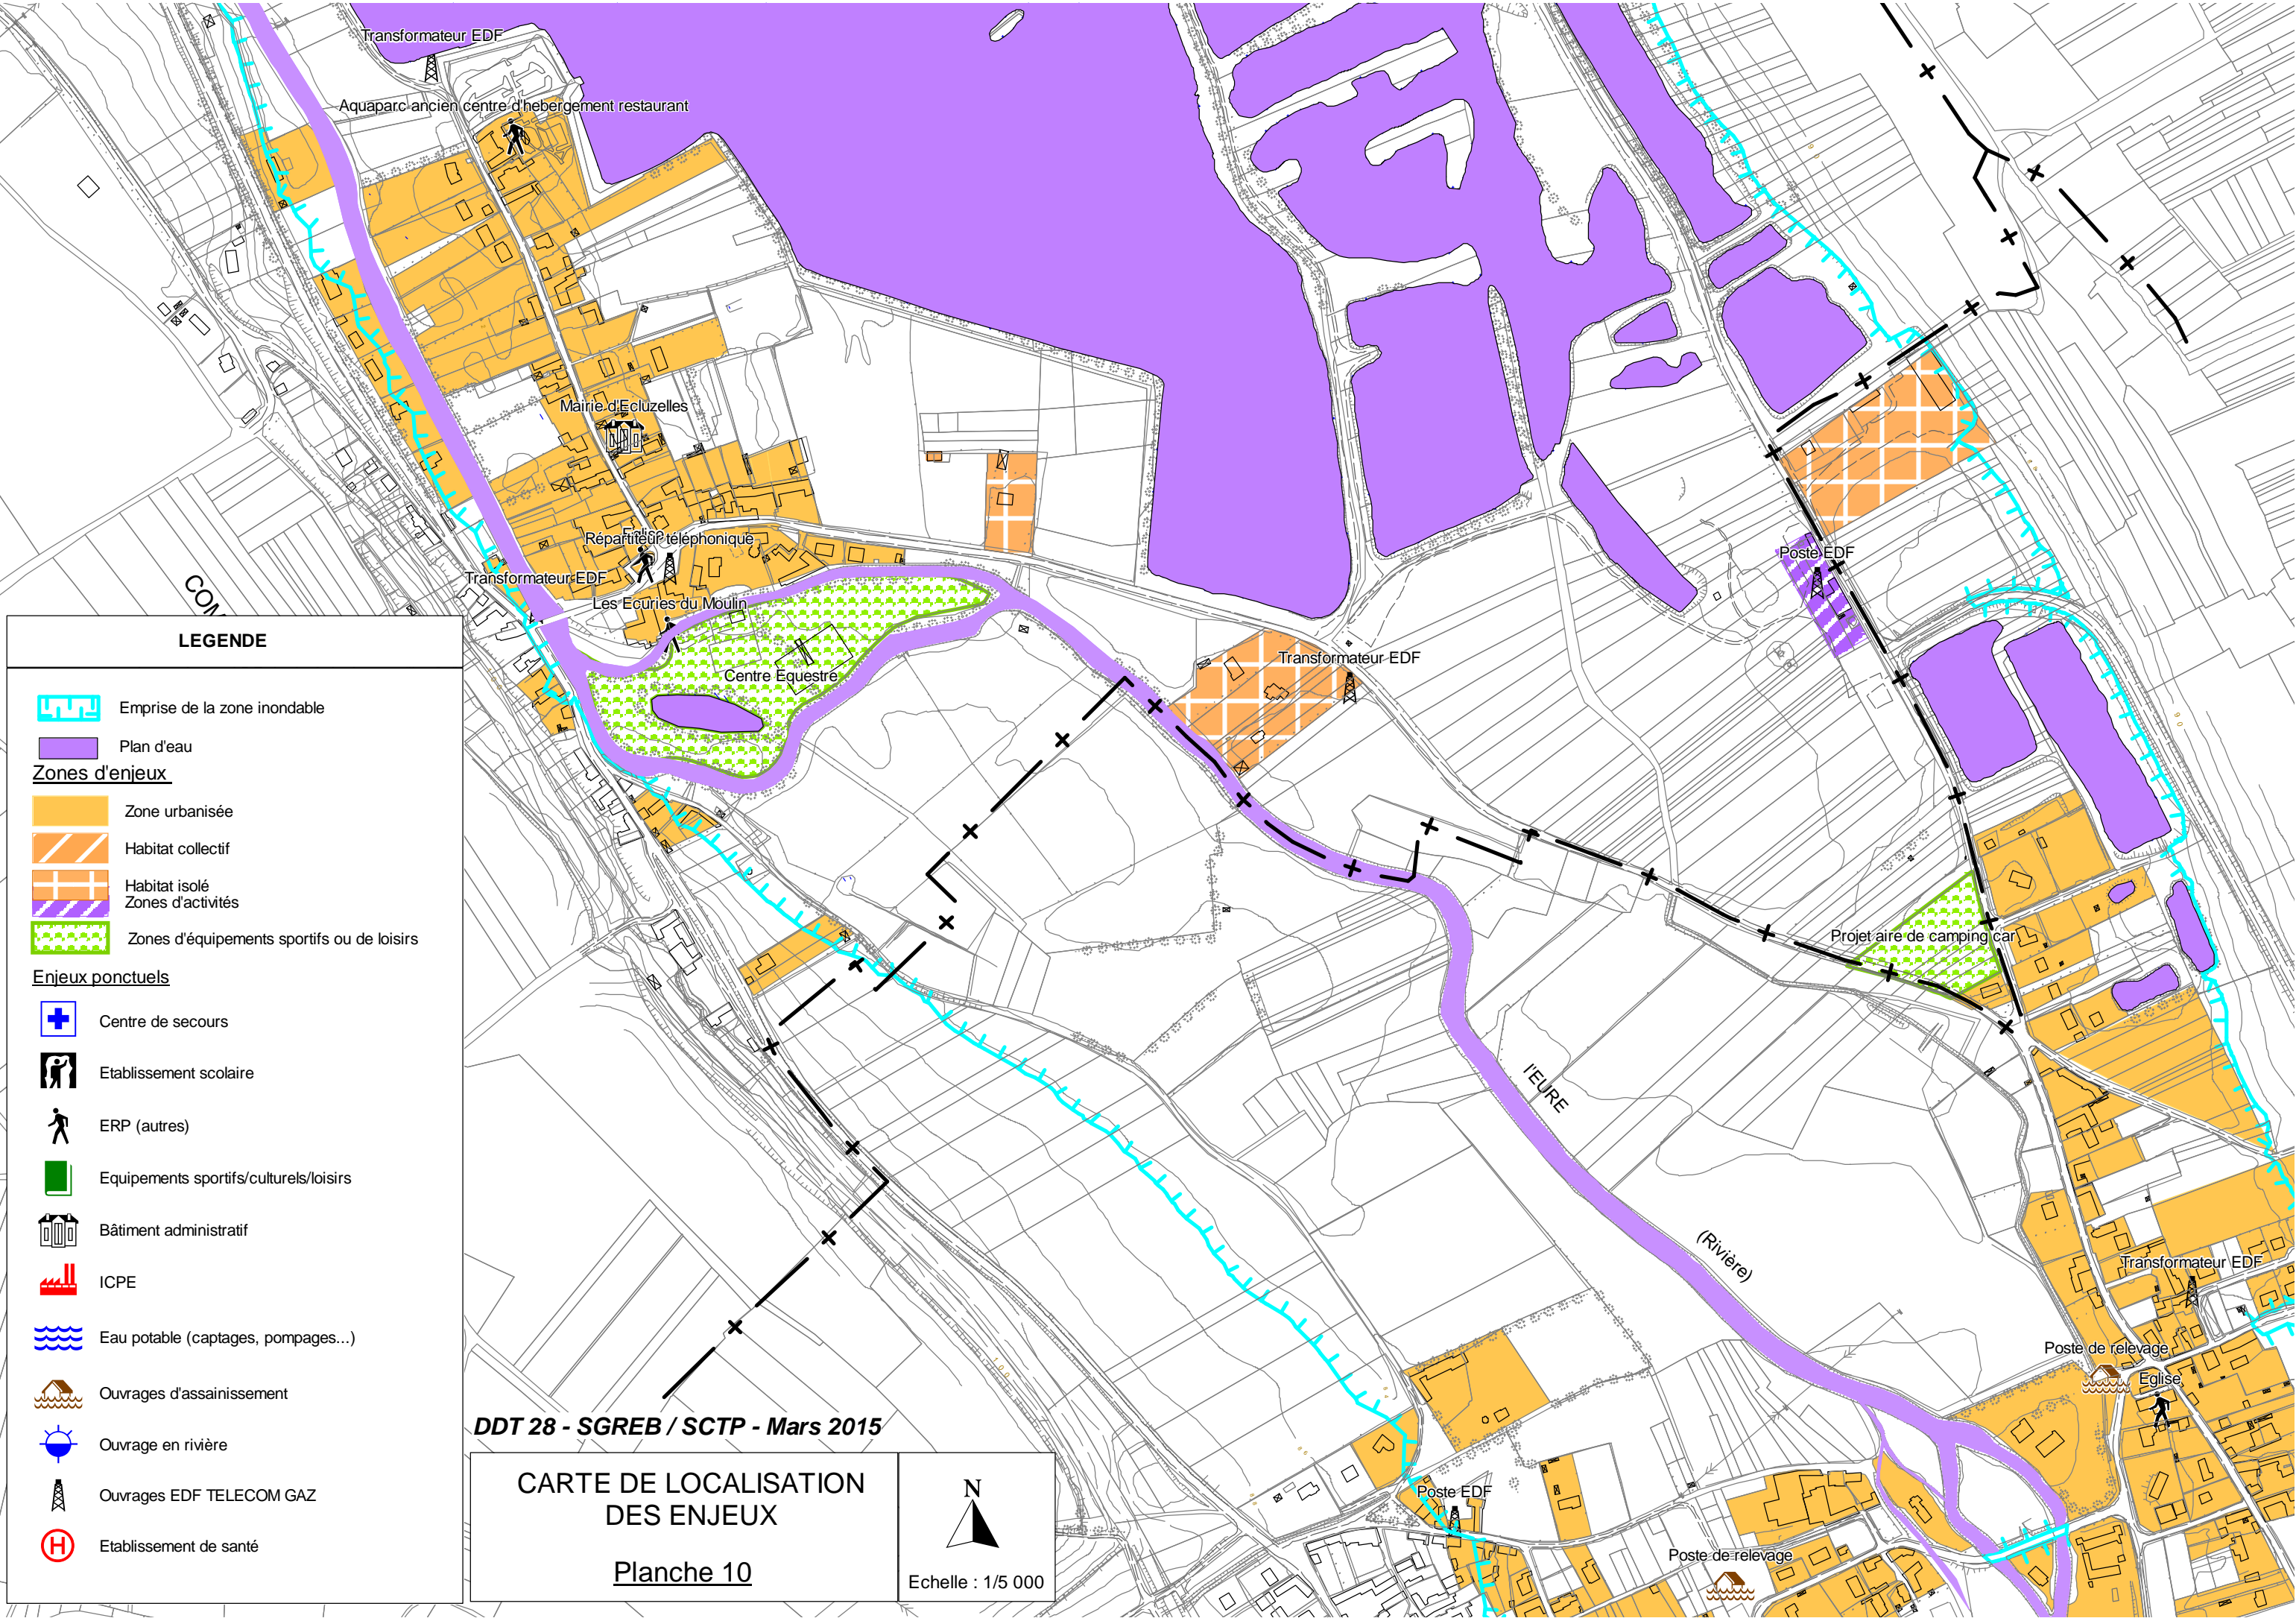 Transformateur EDF
Aquaparc ancien centre d'hebergement restaurant
Mairie d'Ecluzelles
Répartiteur téléphonique
Transformateur EDF
Les Ecuries du Moulin
Centre Equestre
Transformateur EDF
Poste EDF
Projet aire de camping car
l'EURE
(Rivière)
Transformateur EDF
Poste de relevage
Eglise
Poste EDF
Poste de relevage
LEGENDE
Emprise de la zone inondable
Plan d'eau
Zones d'enjeux
Zone urbanisée
Habitat collectif
Habitat isolé
Zones d'activités
Zones d'équipements sportifs ou de loisirs
Enjeux ponctuels
Centre de secours
Etablissement scolaire
ERP (autres)
Equipements sportifs/culturels/loisirs
Bâtiment administratif
ICPE
Eau potable (captages, pompages...)
Ouvrages d'assainissement
Ouvrage en rivière
Ouvrages EDF TELECOM GAZ
H
Etablissement de santé
DDT 28 - SGREB / SCTP - Mars 2015
CARTE DE LOCALISATION
DES ENJEUX
Planche 10
N
Echelle : 1/5 000